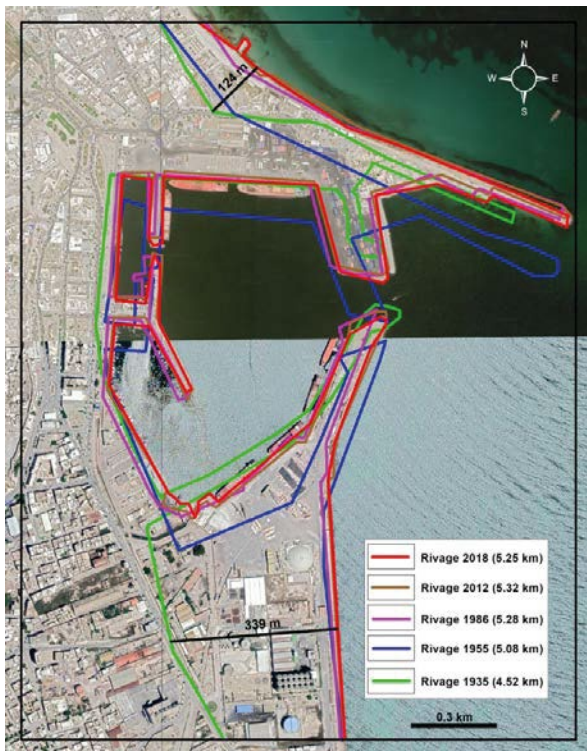 124 m
N
W E
S
339 m
Rivage 2018 (5.25 km)
Rivage 2012 (5.32 km)
Rivage 1986 (5.28 km)
Rivage 1955 (5.08 km)
Rivage 1935 (4.52 km)
0.3 km